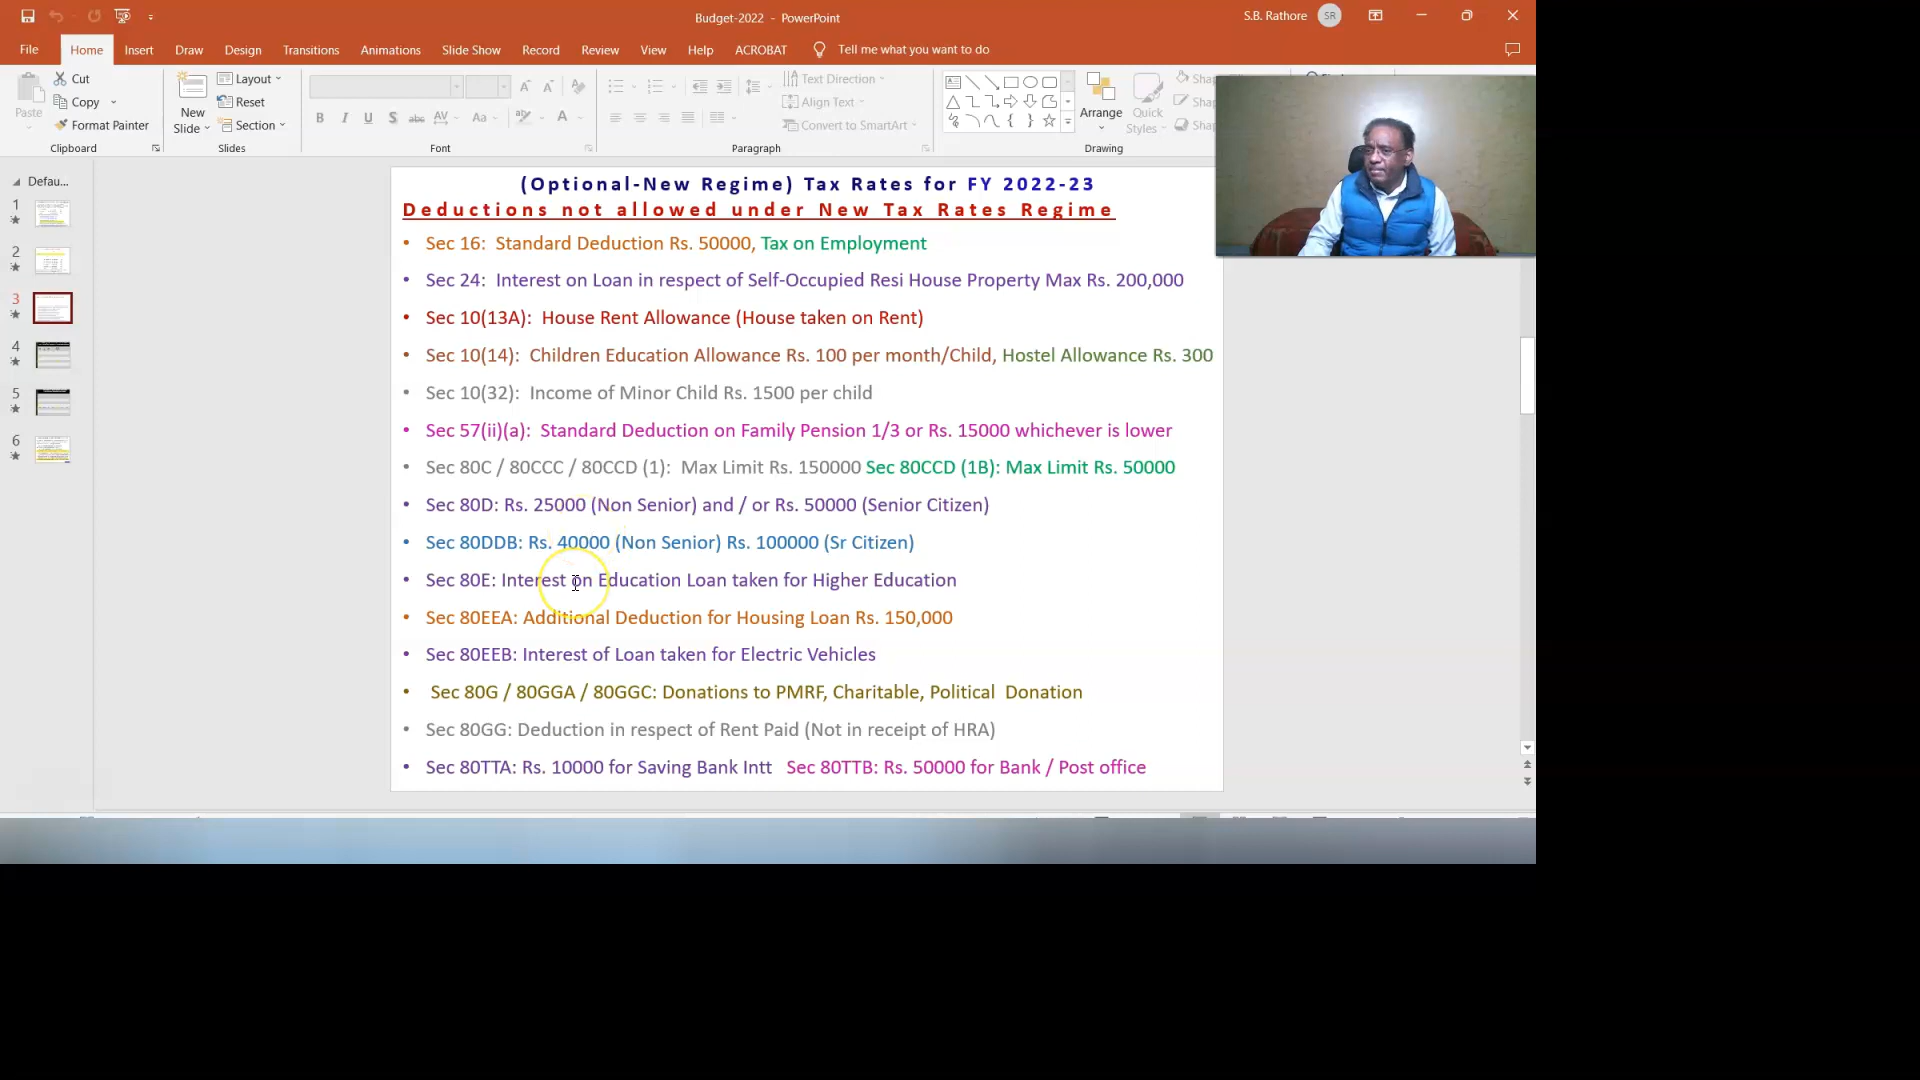 Budget-2022 - PowerPoint
S.B. Rathore SR
File Home Insert Draw Design Transitions Animations Slide Show Record Review View Help ACROBAT Tell me what you want to do
Paste
Cut
Copy
Format Painter
Clipboard
New Slide
Layout
Reset
Section
Slides
B I U S abc AV Aa A
Font
Text Direction
Align Text
Convert to SmartArt
Paragraph
Arrange
Quick Styles
Drawing
Defau...
1
2
3
4
5
6
(Optional-New Regime) Tax Rates for FY 2022-23
Deductions not allowed under New Tax Rates Regime
• Sec 16: Standard Deduction Rs. 50000, Tax on Employment
• Sec 24: Interest on Loan in respect of Self-Occupied Resi House Property Max Rs. 200,000
• Sec 10(13A): House Rent Allowance (House taken on Rent)
• Sec 10(14): Children Education Allowance Rs. 100 per month/Child, Hostel Allowance Rs. 300
• Sec 10(32): Income of Minor Child Rs. 1500 per child
• Sec 57(ii)(a): Standard Deduction on Family Pension 1/3 or Rs. 15000 whichever is lower
• Sec 80C / 80CCC / 80CCD (1): Max Limit Rs. 150000 Sec 80CCD (1B): Max Limit Rs. 50000
• Sec 80D: Rs. 25000 (Non Senior) and / or Rs. 50000 (Senior Citizen)
• Sec 80DDB: Rs. 40000 (Non Senior) Rs. 100000 (Sr Citizen)
• Sec 80E: Interest on Education Loan taken for Higher Education
• Sec 80EEA: Additional Deduction for Housing Loan Rs. 150,000
• Sec 80EEB: Interest of Loan taken for Electric Vehicles
• Sec 80G / 80GGA / 80GGC: Donations to PMRF, Charitable, Political Donation
• Sec 80GG: Deduction in respect of Rent Paid (Not in receipt of HRA)
• Sec 80TTA: Rs. 10000 for Saving Bank Intt Sec 80TTB: Rs. 50000 for Bank / Post office